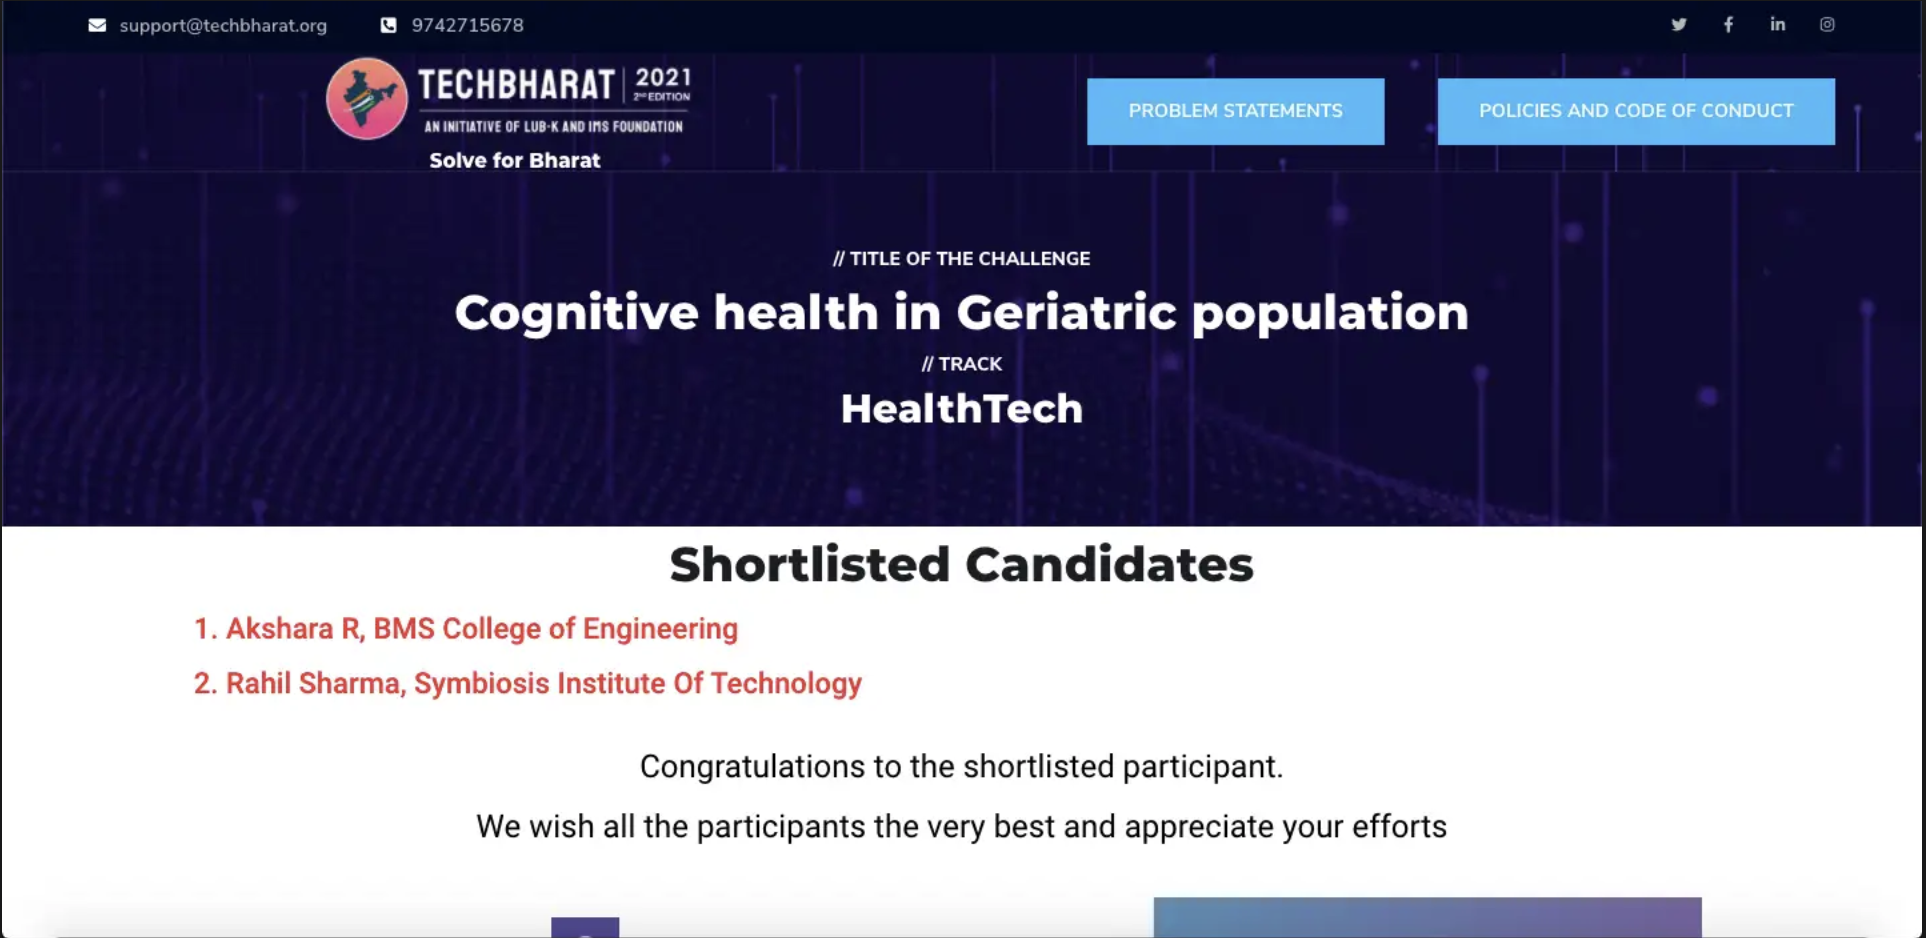 support@techbharat.org
9742715678
TECHBHARAT 2021
2ND EDITION
AN INITIATIVE OF LUB-K AND IMS FOUNDATION
Solve for Bharat
PROBLEM STATEMENTS
POLICIES AND CODE OF CONDUCT
// TITLE OF THE CHALLENGE
Cognitive health in Geriatric population
// TRACK
HealthTech
Shortlisted Candidates
1. Akshara R, BMS College of Engineering
2. Rahil Sharma, Symbiosis Institute Of Technology
Congratulations to the shortlisted participant.
We wish all the participants the very best and appreciate your efforts